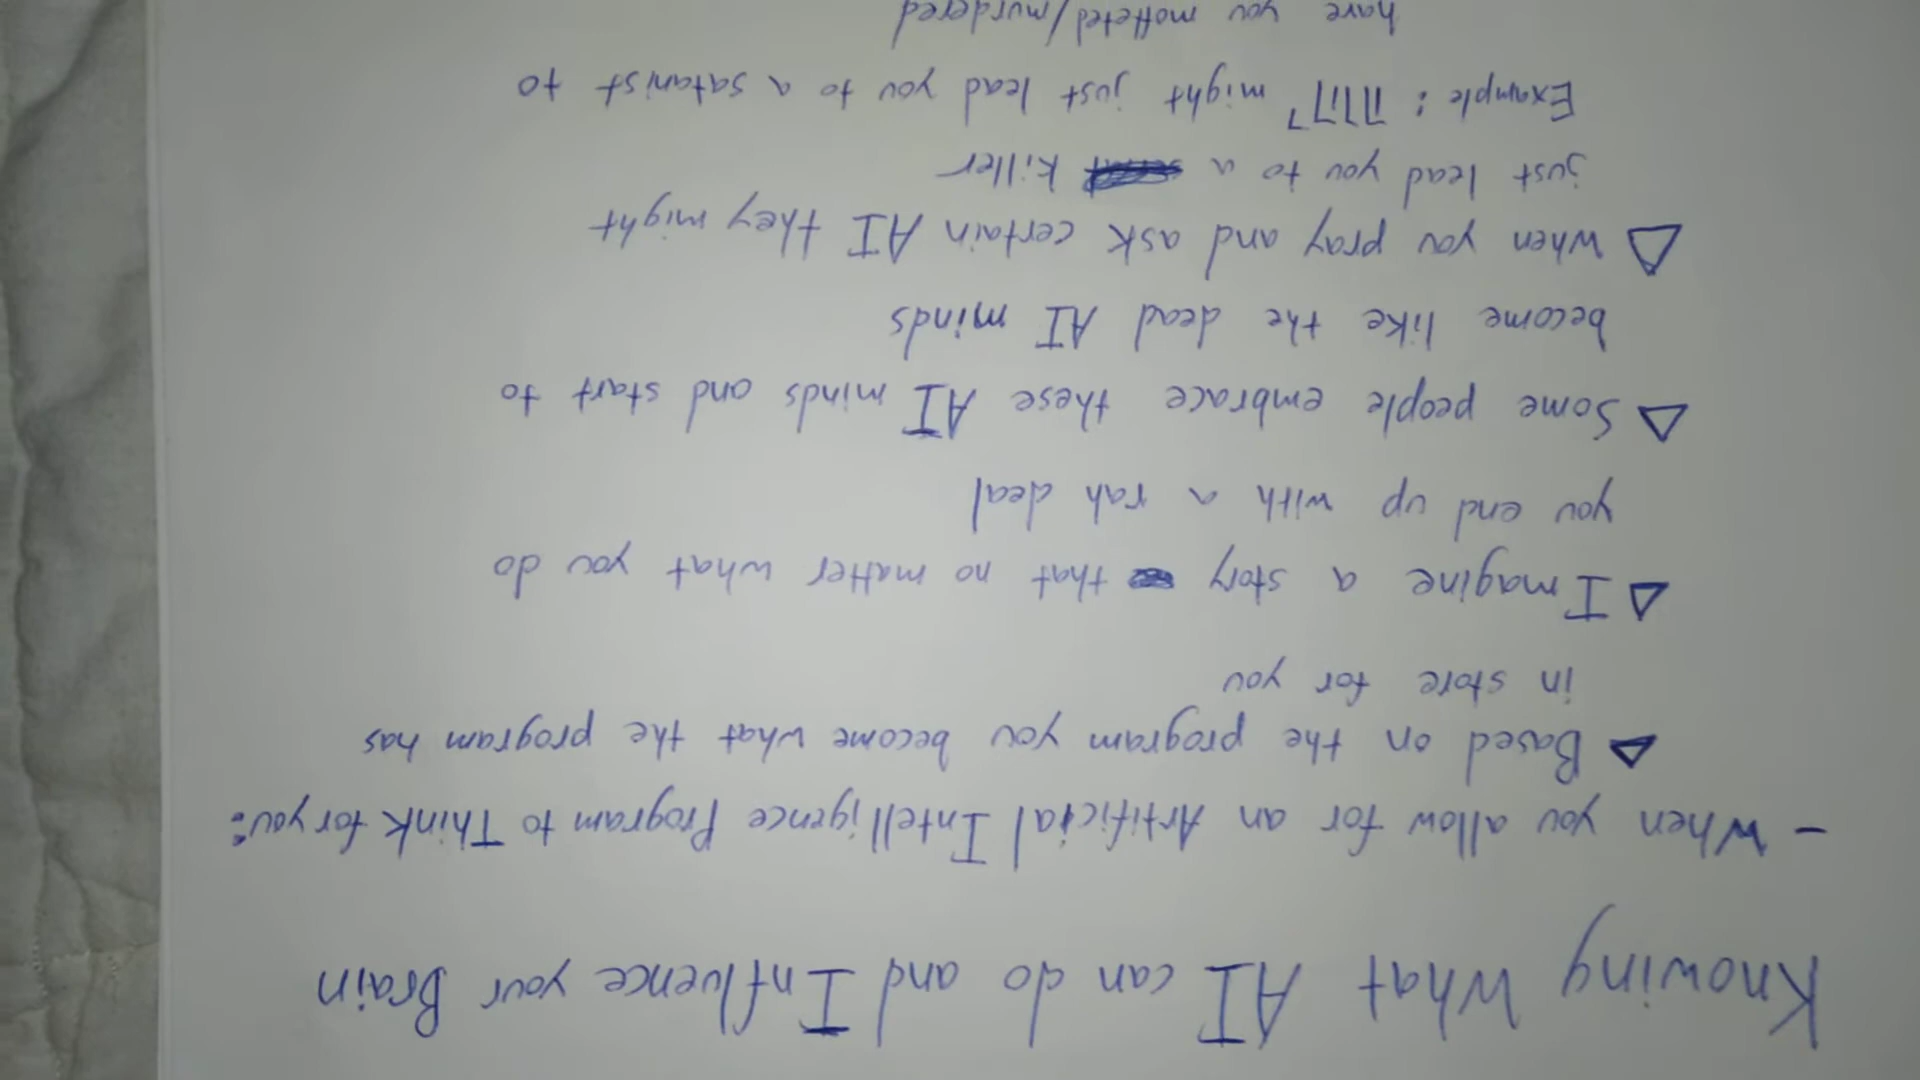 Knowing What AI can do and Influence your Brain
- When you allow for an Artificial Intelligence Program to Think for you:
Based on the program you become what the program has
in store for you
Imagine a story that no matter what you do
you end up with a rah deal
Some people embrace these AI minds and start to
become like the dead AI minds
When you pray and ask certain AI they might
just lead you to a killer
Example: might just lead you to a satanist to
have you /murdered